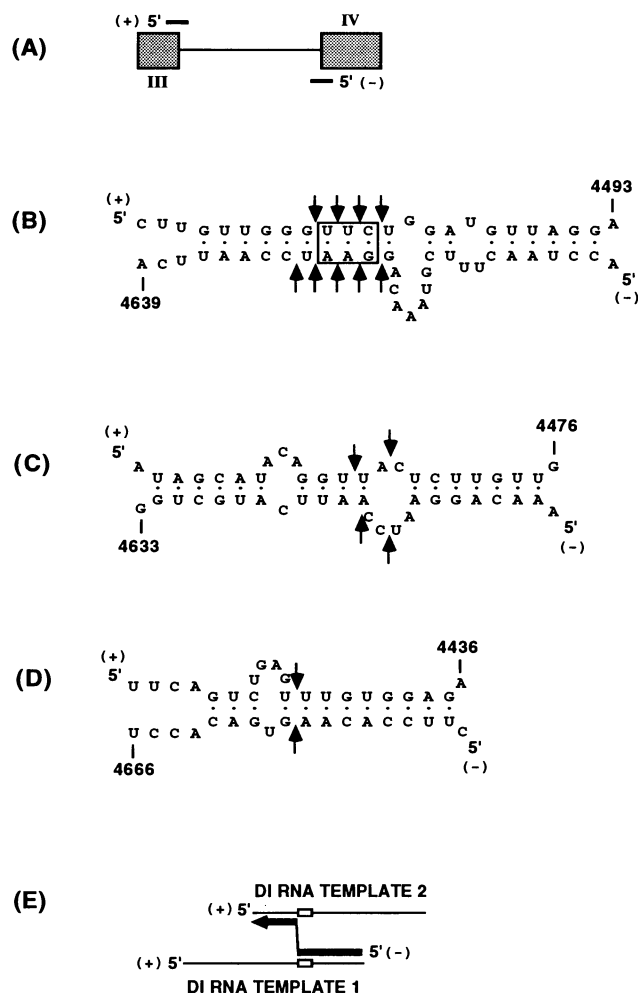 (A)
(+) 5'
IV
III
5' (-)
(B)
4493
(+)
5'
C U U G U U G G G U U C U G G A U G U U A G G A
A C U U A A C C U A A G G A C A A A U G C U U U C A A U C C A
4639
5'
(-)
(C)
4476
(+)
5'
A U A G C A U A C A G G U U A C U C U U G U U G
G G U C G U A C U U A A C C U A A G G A C A A A
4633
5'
(-)
(D)
4436
(+)
5'
U U C A G U C U G A G U U U G U G G A G A
U C C A C A G U G A A C A C C U U C
4666
5'
(-)
(E)
DI RNA TEMPLATE 2
(+) 5'
5' (-)
(+) 5'
DI RNA TEMPLATE 1